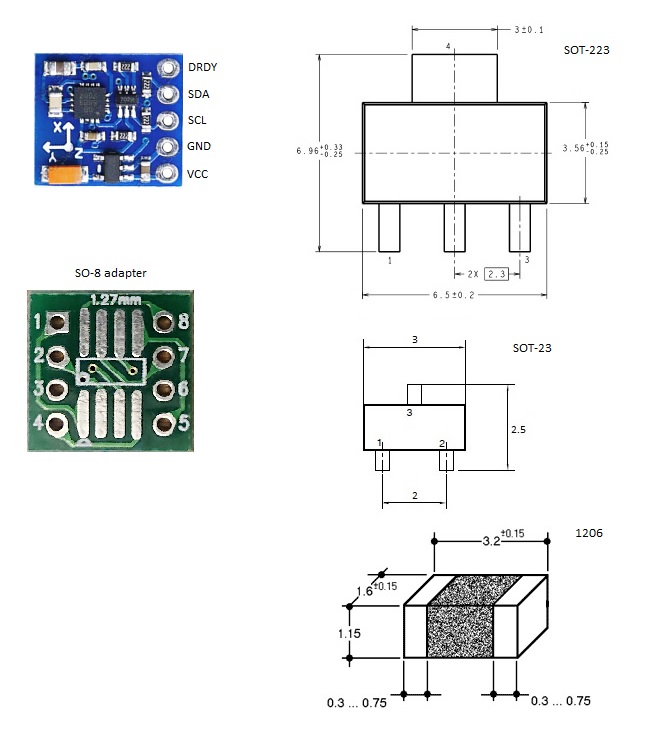 DRDY
SDA
SCL
GND
VCC
X
Y
Z
SO-8 adapter
1.27mm
1
2
3
4
8
7
6
5
SOT-223
3±0.1
4
6.96 +0.33 -0.25
3.56 +0.15 -0.25
1
3
2X 2.3
6.5±0.2
SOT-23
3
3
1
2
2.5
2
1206
3.2 ±0.15
1.6 ±0.15
1.15
0.3 ... 0.75
0.3 ... 0.75